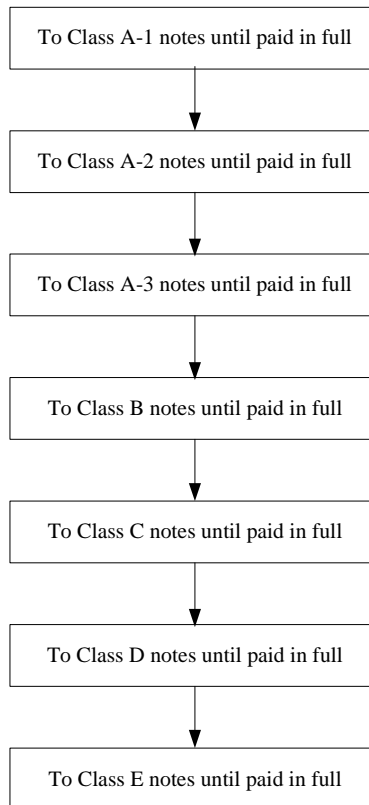 To Class A-1 notes until paid in full
To Class A-2 notes until paid in full
To Class A-3 notes until paid in full
To Class B notes until paid in full
To Class C notes until paid in full
To Class D notes until paid in full
To Class E notes until paid in full